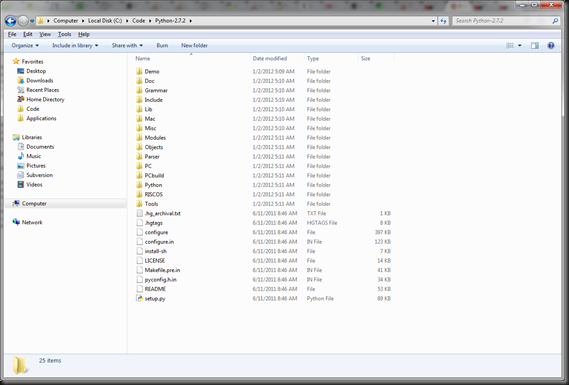 Computer ▸ Local Disk (C:) ▸ Code ▸ Python-2.7.2 ▸
Search Python-2.7.2
File Edit View Tools Help
Organize Include in library Share with Burn New folder
Name Date modified Type Size
Favorites
Desktop
Downloads
Recent Places
Home Directory
Code
Applications
Libraries
Documents
Music
Pictures
Subversion
Videos
Computer
Network
Demo 1/2/2012 5:09 AM File folder
Doc 1/2/2012 5:10 AM File folder
Grammar 1/2/2012 5:10 AM File folder
Include 1/2/2012 5:10 AM File folder
Lib 1/2/2012 5:10 AM File folder
Mac 1/2/2012 5:10 AM File folder
Misc 1/2/2012 5:10 AM File folder
Modules 1/2/2012 5:11 AM File folder
Objects 1/2/2012 5:11 AM File folder
Parser 1/2/2012 5:11 AM File folder
PC 1/2/2012 5:11 AM File folder
PCbuild 1/2/2012 5:11 AM File folder
Python 1/2/2012 5:11 AM File folder
RISCOS 1/2/2012 5:11 AM File folder
Tools 1/2/2012 5:11 AM File folder
.hg_archival.txt 6/11/2011 8:46 AM TXT File 1 KB
.hgtags 6/11/2011 8:46 AM HGTAGS File 8 KB
configure 6/11/2011 8:46 AM File 397 KB
configure.in 6/11/2011 8:46 AM IN File 123 KB
install-sh 6/11/2011 8:46 AM File 7 KB
LICENSE 6/11/2011 8:46 AM File 14 KB
Makefile.pre.in 6/11/2011 8:46 AM IN File 41 KB
pyconfig.h.in 6/11/2011 8:46 AM IN File 34 KB
README 6/11/2011 8:46 AM File 53 KB
setup.py 6/11/2011 8:46 AM Python File 89 KB
25 items